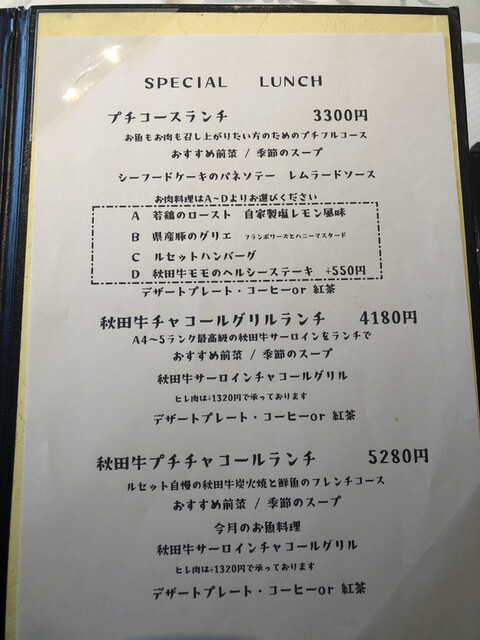 SPECIAL LUNCH
プチコースランチ 3300円
お魚もお肉も召し上がりたい方のためのプチフルコース
おすすめ前菜 / 季節のスープ
シーフードケーキのパネソテー レムラードソース
お肉料理はA~Dよりお選びください
A 若鶏のロースト 自家製塩レモン風味
B 県産豚のグリエ フランボワーズとハニーマスタード
C ルセットハンバーグ
D 秋田牛モモのヘルシーステーキ +550円
デザートプレート・コーヒーor 紅茶
秋田牛チャコールグリルランチ 4180円
A4~5ランク最高級の秋田牛サーロインをランチで
おすすめ前菜 / 季節のスープ
秋田牛サーロインチャコールグリル
ヒレ肉は+1320円で承っております
デザートプレート・コーヒーor 紅茶
秋田牛プチチャコールランチ 5280円
ルセット自慢の秋田牛炭火焼と鮮魚のフレンチコース
おすすめ前菜 / 季節のスープ
今月のお魚料理
秋田牛サーロインチャコールグリル
ヒレ肉は+1320円で承っております
デザートプレート・コーヒーor 紅茶